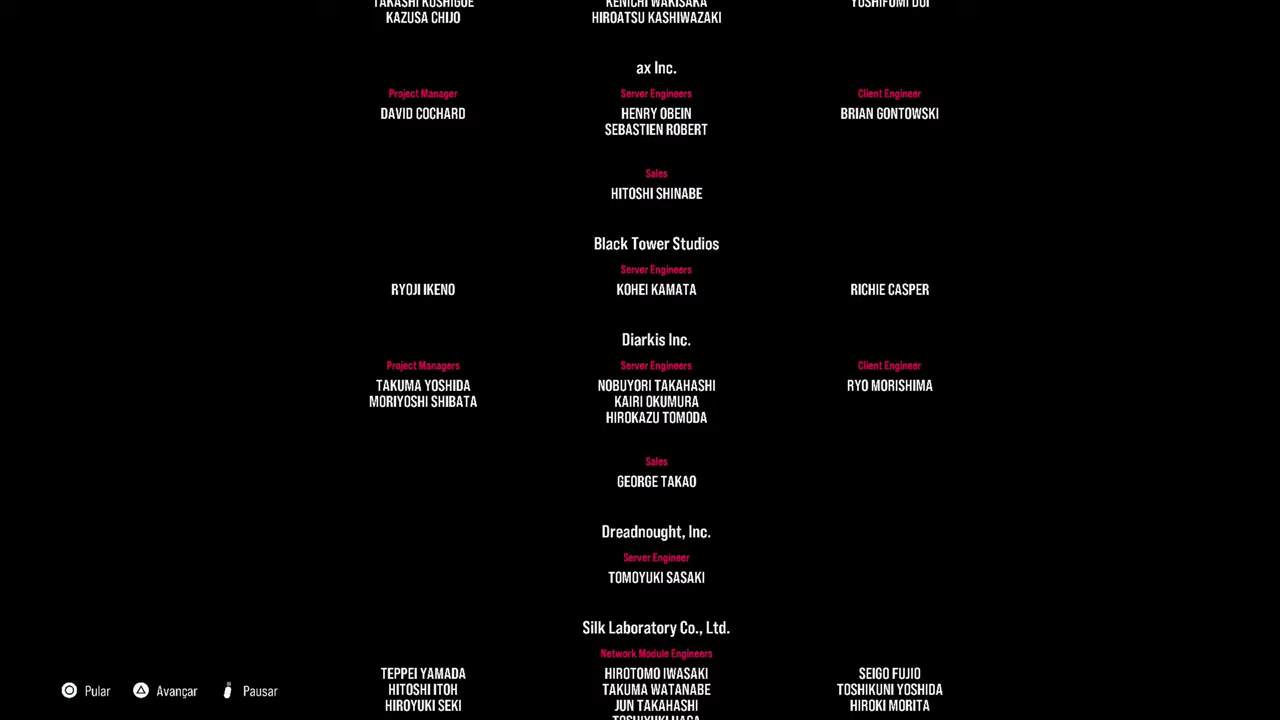 TAKASHI KOSHIGOE KENICHI WAKISAKA YOSHIFUMI DOI
KAZUSA CHIJO HIROATSU KASHIWAZAKI
ax Inc.
Project Manager Server Engineers Client Engineer
DAVID COCHARD HENRY OBEIN BRIAN GONTOWSKI
SEBASTIEN ROBERT
Sales
HITOSHI SHINABE
Black Tower Studios
Server Engineers
RYOJI IKENO KOHEI KAMATA RICHIE CASPER
Diarkis Inc.
Project Managers Server Engineers Client Engineer
TAKUMA YOSHIDA NOBUYORI TAKAHASHI RYO MORISHIMA
MORIYOSHI SHIBATA KAIRI OKUMURA
HIROKAZU TOMODA
Sales
GEORGE TAKAO
Dreadnought, Inc.
Server Engineer
TOMOYUKI SASAKI
Silk Laboratory Co., Ltd.
Network Module Engineers
TEPPEI YAMADA HIROTOMO IWASAKI SEIGO FUJIO
HITOSHI ITOH TAKUMA WATANABE TOSHIKUNI YOSHIDA
HIROYUKI SEKI JUN TAKAHASHI HIROKI MORITA
Pular Avançar Pausar